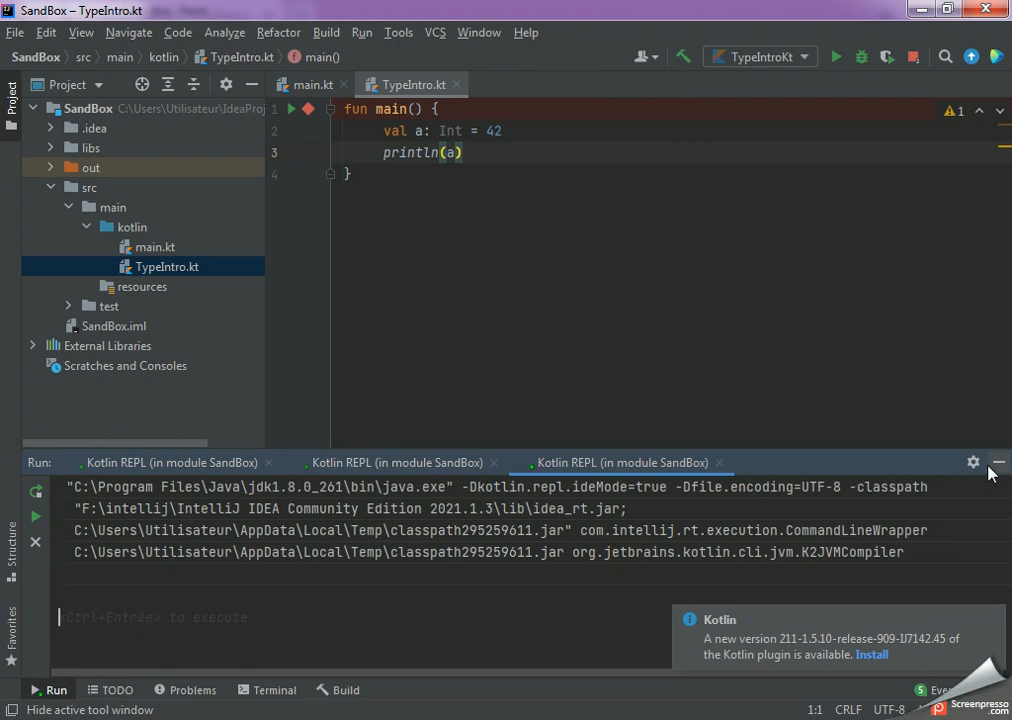 SandBox – TypeIntro.kt
File Edit View Navigate Code Analyze Refactor Build Run Tools VCS Window Help
SandBox src main kotlin TypeIntro.kt main() TypeIntroKt
Project
Project
main.kt
TypeIntro.kt
SandBox C:\Users\Utilisateur\IdeaProj
.idea
libs
out
src
main
kotlin
main.kt
TypeIntro.kt
resources
test
SandBox.iml
External Libraries
Scratches and Consoles
1 fun main() {
2 val a: Int = 42
3 println(a)
4 }
1
Run: Kotlin REPL (in module SandBox) Kotlin REPL (in module SandBox) Kotlin REPL (in module SandBox)
"C:\Program Files\Java\jdk1.8.0_261\bin\java.exe" -Dkotlin.repl.ideMode=true -Dfile.encoding=UTF-8 -classpath
"F:\intellij\IntelliJ IDEA Community Edition 2021.1.3\lib\idea_rt.jar;
C:\Users\Utilisateur\AppData\Local\Temp\classpath295259611.jar" com.intellij.rt.execution.CommandLineWrapper
C:\Users\Utilisateur\AppData\Local\Temp\classpath295259611.jar org.jetbrains.kotlin.cli.jvm.K2JVMCompiler
<Ctrl+Entrée> to execute
Structure
Favorites
Kotlin
A new version 211-1.5.10-release-909-IJ7142.45 of
the Kotlin plugin is available. Install
Run TODO Problems Terminal Build 5
Hide active tool window 1:1 CRLF UTF-8
Screenpresso
.com